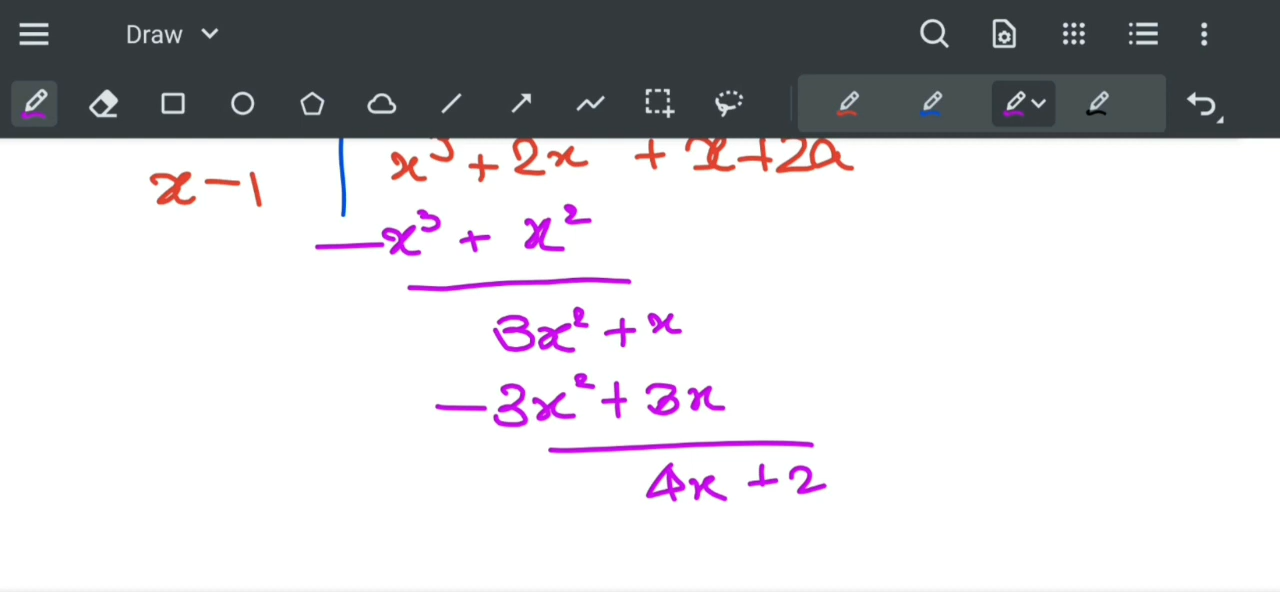 Draw
x³ + 2x + x+2a
x-1
-x³ + x²
3x² + x
-3x² + 3x
4x + 2